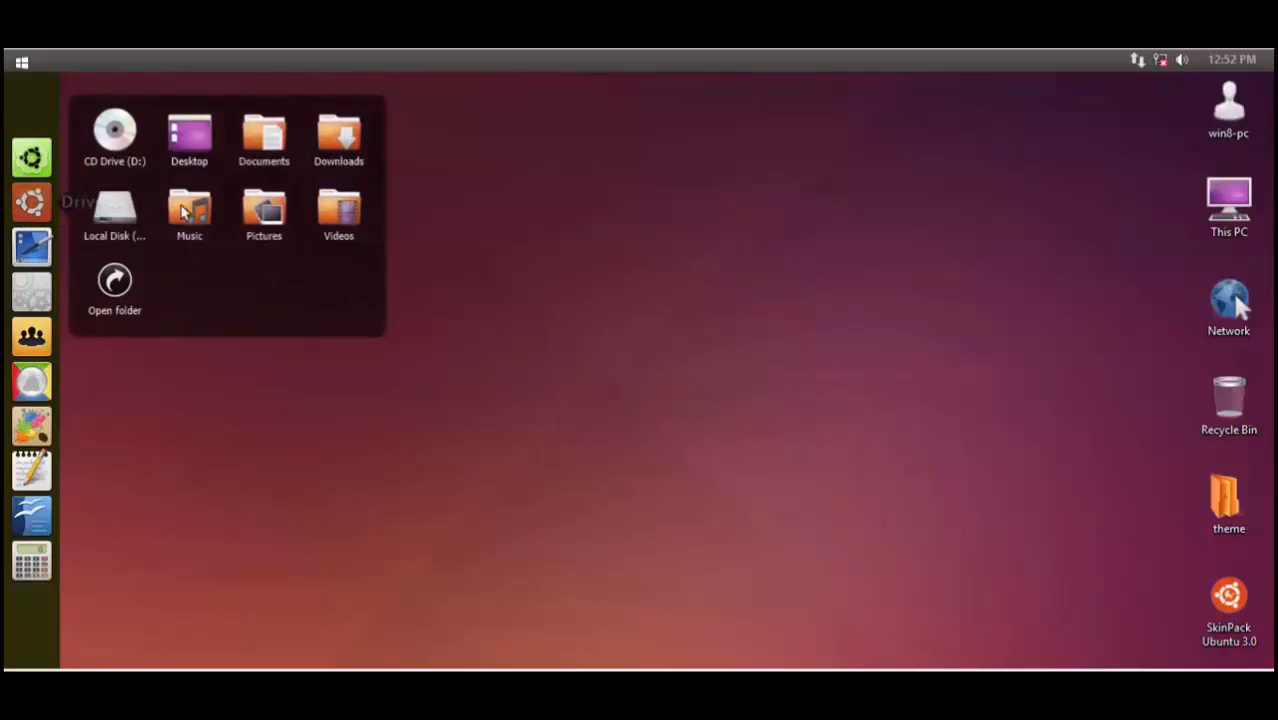 12:52 PM
CD Drive (D:)
Desktop
Documents
Downloads
Driv
Local Disk (...
Music
Pictures
Videos
Open folder
win8-pc
This PC
Network
Recycle Bin
theme
SkinPack
Ubuntu 3.0